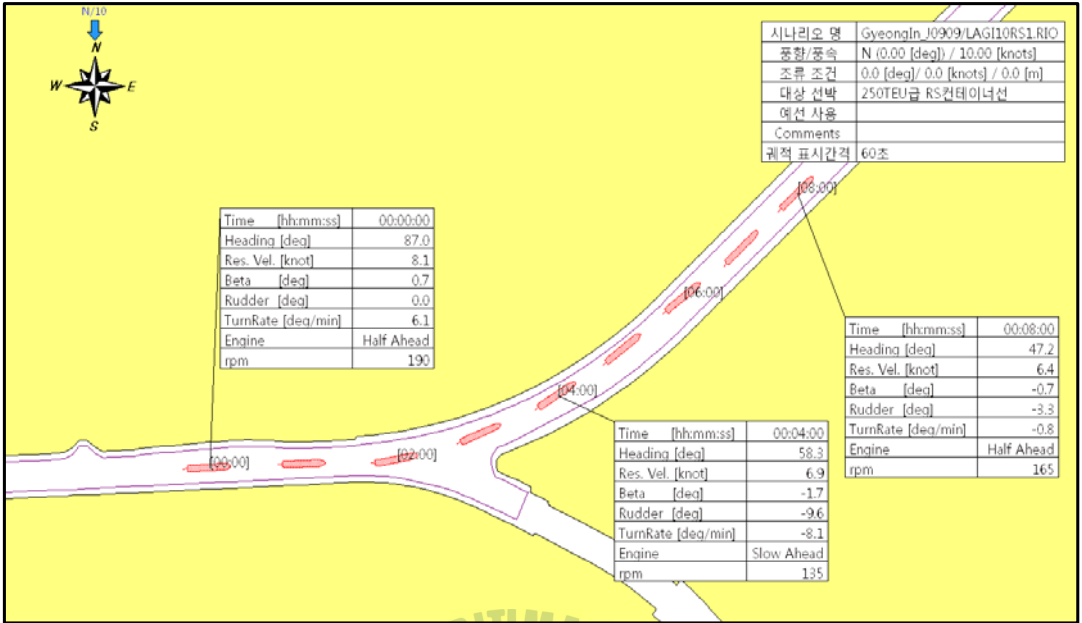 N/10
N
W E
S
시나리오 명 GyeongIn_J0909/LAGI10RS1.RIO
풍향/풍속 N (0.00 [deg]) / 10.00 [knots]
조류 조건 0.0 [deg]/ 0.0 [knots] / 0.0 [m]
대상 선박 250TEU급 RS컨테이너선
예선 사용
Comments
궤적 표시간격 60초
[08:00]
Time [hh:mm:ss] 00:00:00
Heading [deg] 87.0
Res. Vel. [knot] 8.1
Beta [deg] 0.7
Rudder [deg] 0.0
TurnRate [deg/min] 6.1
Engine Half Ahead
rpm 190
[06:00]
Time [hh:mm:ss] 00:08:00
Heading [deg] 47.2
Res. Vel. [knot] 6.4
Beta [deg] -0.7
Rudder [deg] -3.3
TurnRate [deg/min] -0.8
Engine Half Ahead
rpm 165
[04:00]
[00:00]
[02:00]
Time [hh:mm:ss] 00:04:00
Heading [deg] 58.3
Res. Vel. [knot] 6.9
Beta [deg] -1.7
Rudder [deg] -9.6
TurnRate [deg/min] -8.1
Engine Slow Ahead
rpm 135